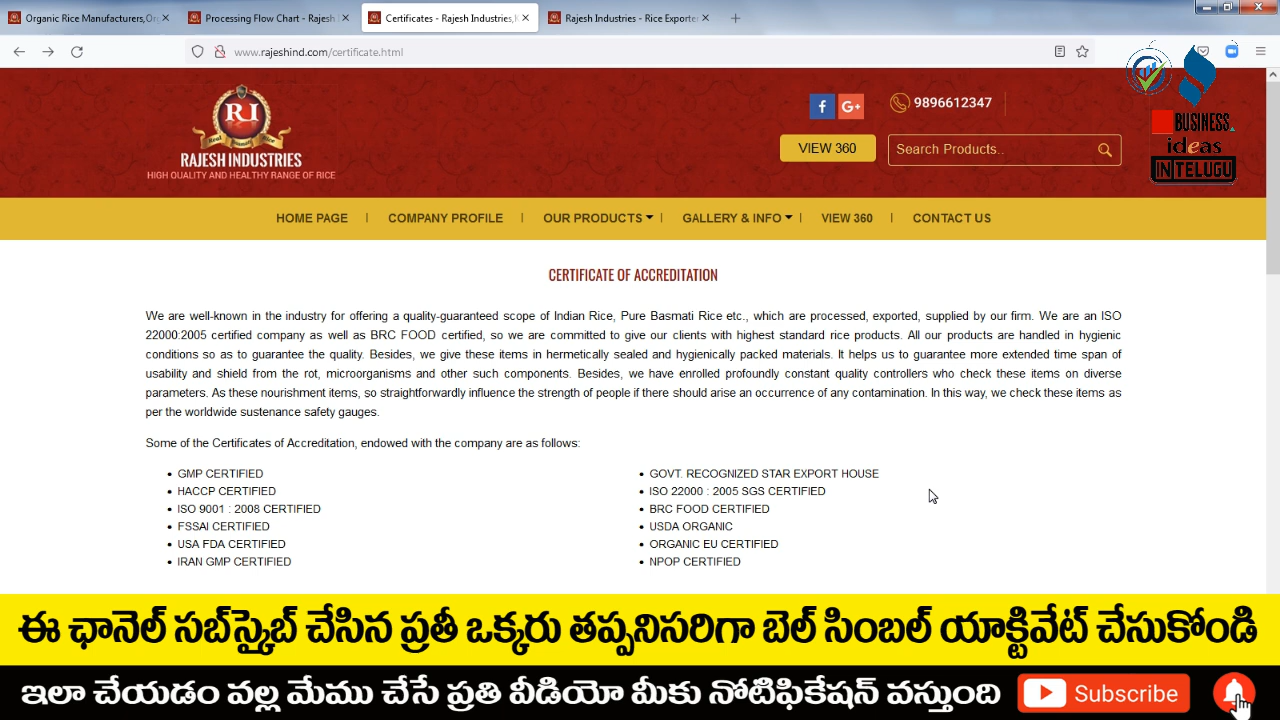 Organic Rice Manufacturers,Or
Processing Flow Chart - Rajesh
Certificates - Rajesh Industries,K
Rajesh Industries - Rice Exporte
www.rajeshind.com/certificate.html
RI
RAJESH INDUSTRIES
HIGH QUALITY AND HEALTHY RANGE OF RICE
f
G+
9896612347
VIEW 360
Search Products..
BUSINESS
ideas
IN TELUGU
HOME PAGE | COMPANY PROFILE | OUR PRODUCTS | GALLERY & INFO | VIEW 360 | CONTACT US
CERTIFICATE OF ACCREDITATION
We are well-known in the industry for offering a quality-guaranteed scope of Indian Rice, Pure Basmati Rice etc., which are processed, exported, supplied by our firm. We are an ISO
22000:2005 certified company as well as BRC FOOD certified, so we are committed to give our clients with highest standard rice products. All our products are handled in hygienic
conditions so as to guarantee the quality. Besides, we give these items in hermetically sealed and hygienically packed materials. It helps us to guarantee more extended time span of
usability and shield from the rot, microorganisms and other such components. Besides, we have enrolled profoundly constant quality controllers who check these items on diverse
parameters. As these nourishment items, so straightforwardly influence the strength of people if there should arise an occurrence of any contamination. In this way, we check these items as
per the worldwide sustenance safety gauges.
Some of the Certificates of Accreditation, endowed with the company are as follows:
• GMP CERTIFIED
• HACCP CERTIFIED
• ISO 9001 : 2008 CERTIFIED
• FSSAI CERTIFIED
• USA FDA CERTIFIED
• IRAN GMP CERTIFIED
• GOVT. RECOGNIZED STAR EXPORT HOUSE
• ISO 22000 : 2005 SGS CERTIFIED
• BRC FOOD CERTIFIED
• USDA ORGANIC
• ORGANIC EU CERTIFIED
• NPOP CERTIFIED
ఈ ఛానెల్ సబ్‌స్క్రైబ్ చేసిన ప్రతీ ఒక్కరు తప్పనిసరిగా బెల్ సింబల్ యాక్టివేట్ చేసుకోండి
ఇలా చేయడం వల్ల మేము చేసే ప్రతి వీడియో మీకు నోటిఫికేషన్ వస్తుంది
Subscribe